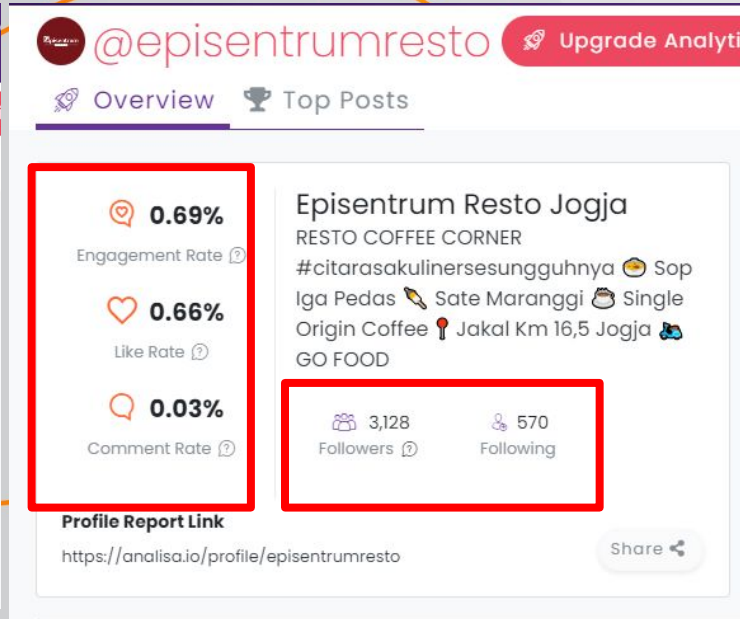 Episentrum
@episentrumresto
Upgrade Analyti
Overview
Top Posts
0.69%
Engagement Rate
0.66%
Like Rate
0.03%
Comment Rate
Episentrum Resto Jogja
RESTO COFFEE CORNER
#citarasakulinersesungguhnya 🍲 Sop
Iga Pedas 🍢 Sate Maranggi 🍮 Single
Origin Coffee 📍 Jakal Km 16,5 Jogja 🛵
GO FOOD
3,128
Followers
570
Following
Profile Report Link
https://analisa.io/profile/episentrumresto
Share